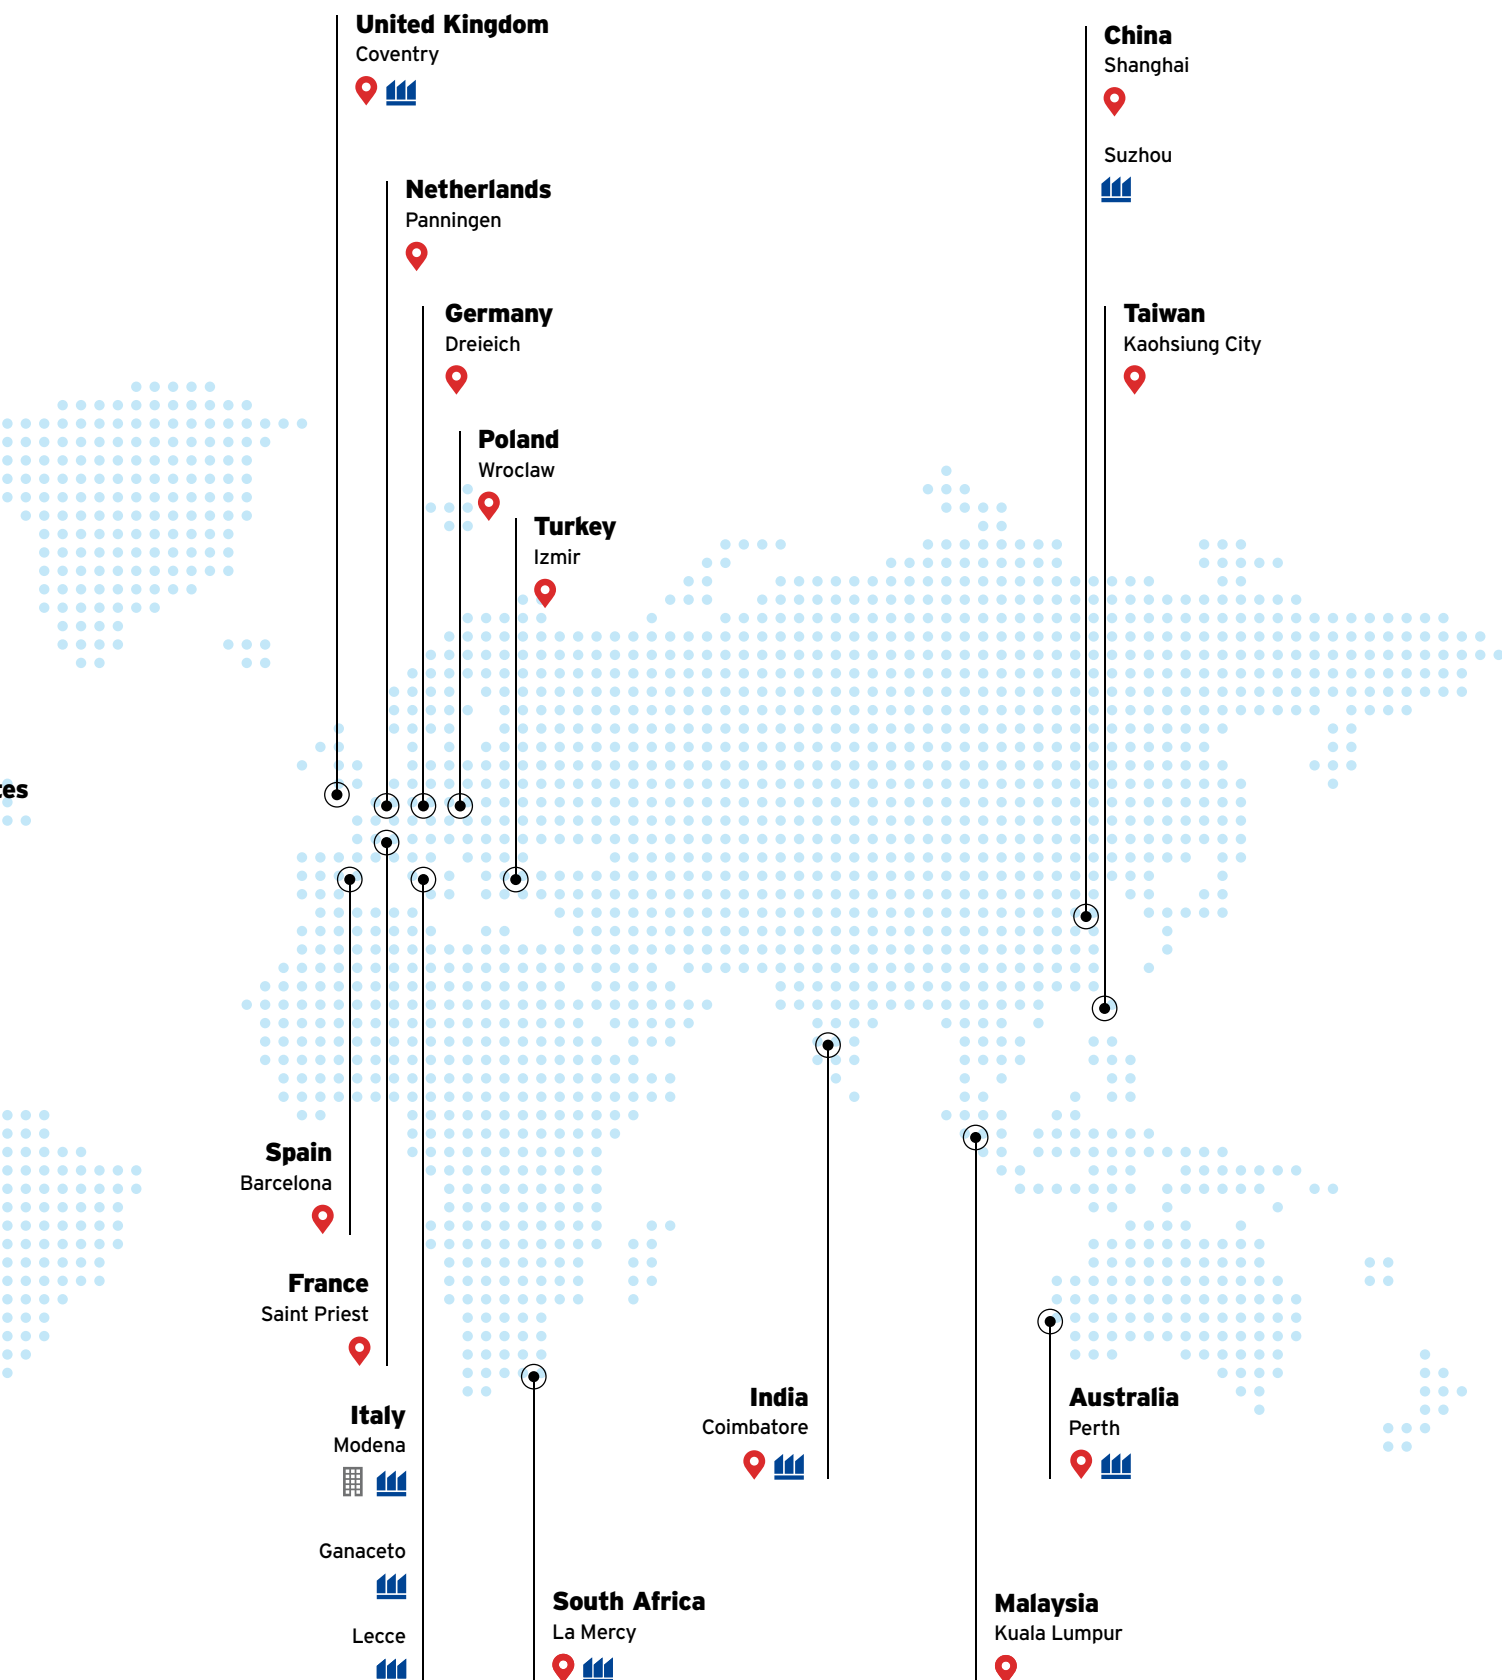 United Kingdom
Coventry
China
Shanghai
Suzhou
Netherlands
Panningen
Germany
Dreieich
Taiwan
Kaohsiung City
Poland
Wroclaw
Turkey
Izmir
tes
Spain
Barcelona
France
Saint Priest
Italy
Modena
Ganaceto
Lecce
South Africa
La Mercy
India
Coimbatore
Australia
Perth
Malaysia
Kuala Lumpur